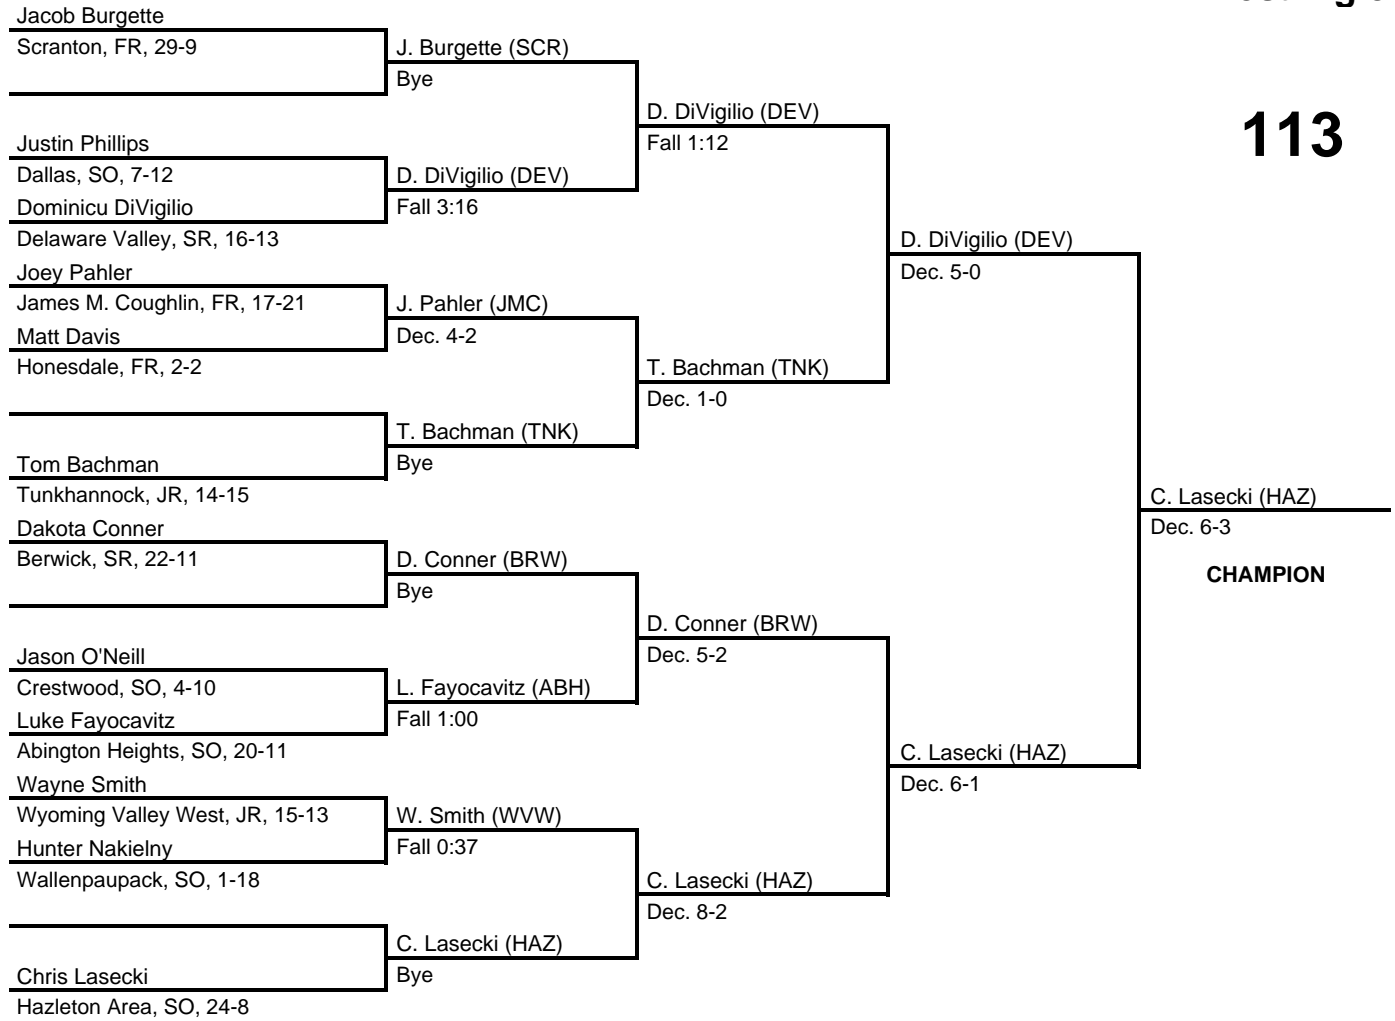 Jacob Burgette
Scranton, FR, 29-9
J. Burgette (SCR)
Bye
D. DiVigilio (DEV)
Fall 1:12
113
Justin Phillips
Dallas, SO, 7-12
D. DiVigilio (DEV)
Dominicu DiVigilio
Fall 3:16
Delaware Valley, SR, 16-13
D. DiVigilio (DEV)
Dec. 5-0
Joey Pahler
James M. Coughlin, FR, 17-21
J. Pahler (JMC)
Matt Davis
Dec. 4-2
Honesdale, FR, 2-2
T. Bachman (TNK)
Dec. 1-0
T. Bachman (TNK)
Bye
Tom Bachman
Tunkhannock, JR, 14-15
C. Lasecki (HAZ)
Dec. 6-3
CHAMPION
Dakota Conner
Berwick, SR, 22-11
D. Conner (BRW)
Bye
D. Conner (BRW)
Dec. 5-2
Jason O'Neill
Crestwood, SO, 4-10
L. Fayocavitz (ABH)
Luke Fayocavitz
Fall 1:00
Abington Heights, SO, 20-11
C. Lasecki (HAZ)
Dec. 6-1
Wayne Smith
Wyoming Valley West, JR, 15-13
W. Smith (WVW)
Hunter Nakielny
Fall 0:37
Wallenpaupack, SO, 1-18
C. Lasecki (HAZ)
Dec. 8-2
C. Lasecki (HAZ)
Bye
Chris Lasecki
Hazleton Area, SO, 24-8